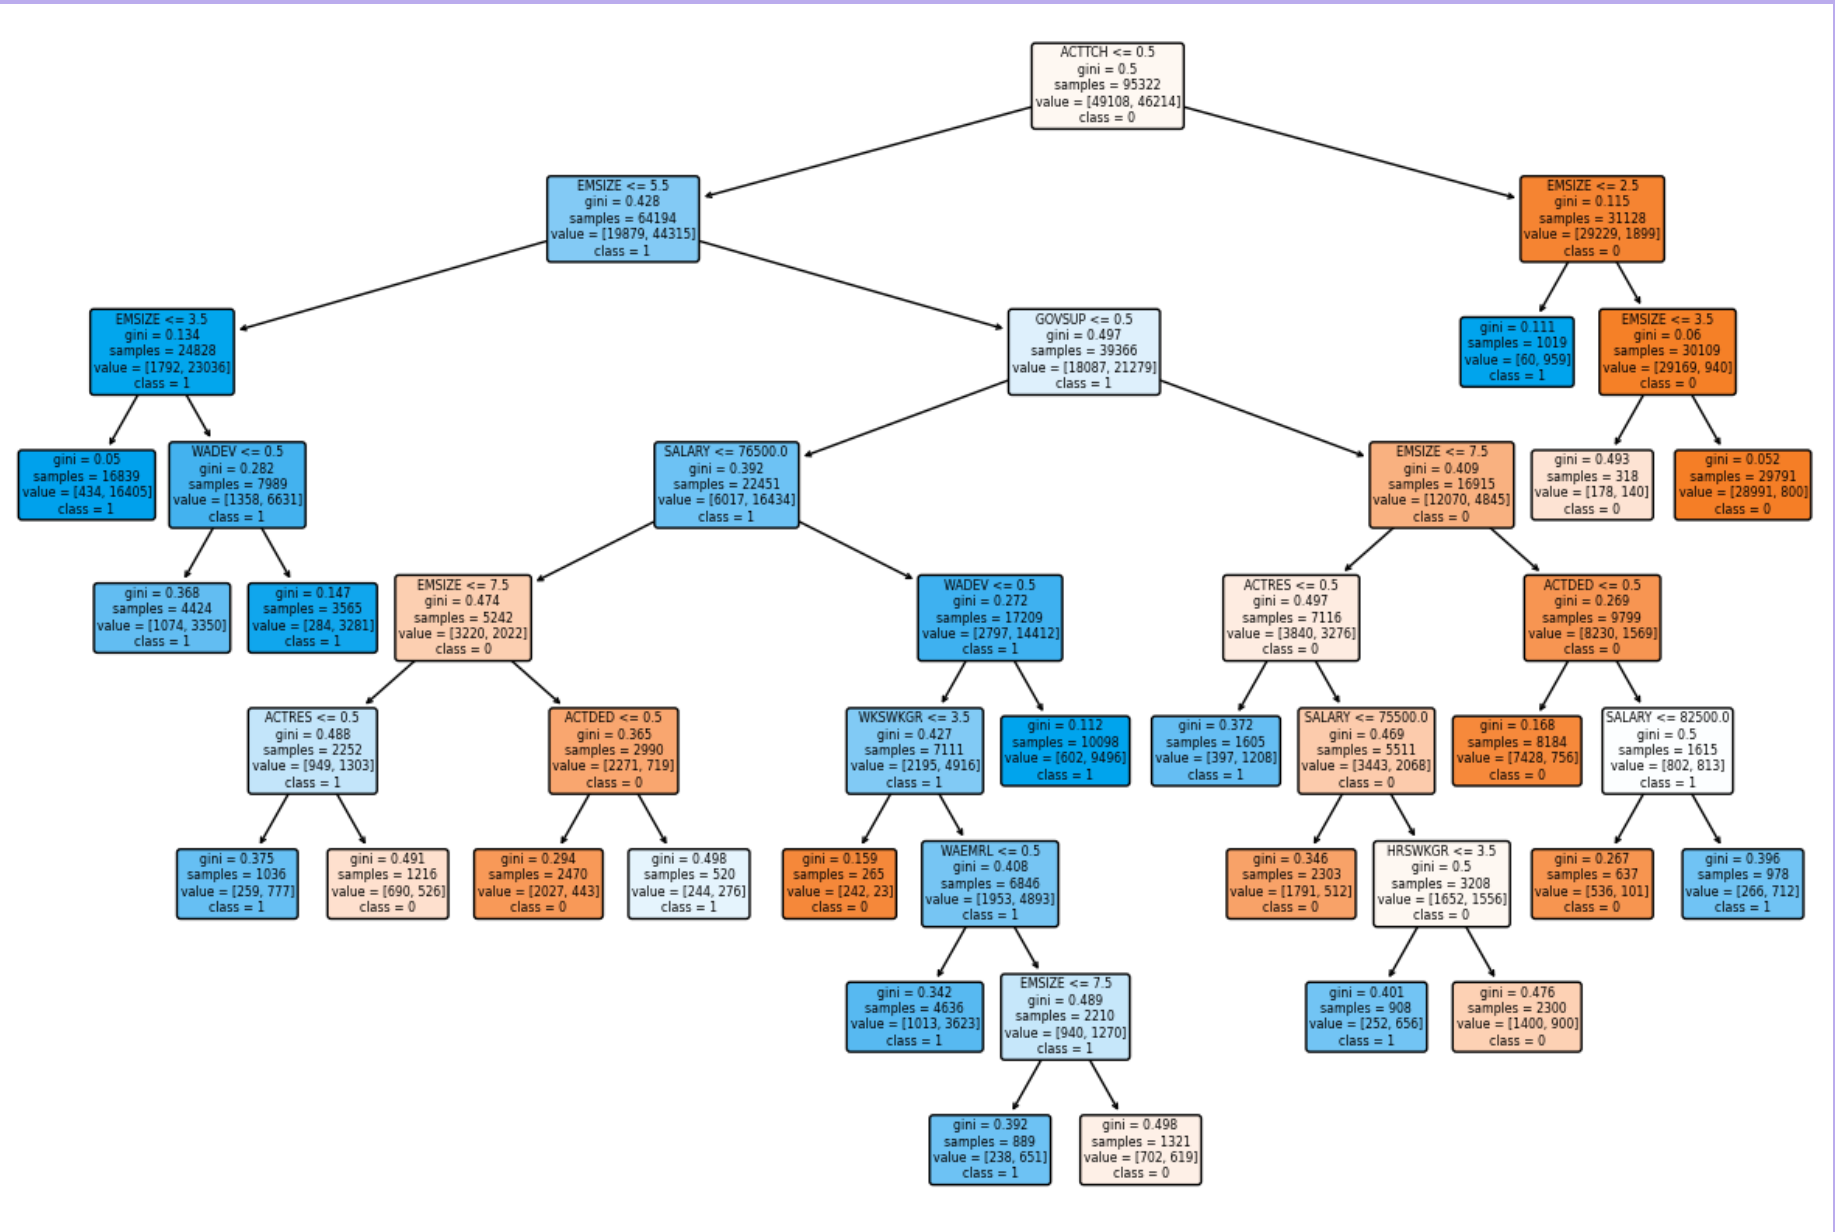 ACTTCH <= 0.5
gini = 0.5
samples = 95322
value = [49108, 46214]
class = 0
EMSIZE <= 5.5
gini = 0.428
samples = 64194
value = [19879, 44315]
class = 1
EMSIZE <= 2.5
gini = 0.115
samples = 31128
value = [29229, 1899]
class = 0
EMSIZE <= 3.5
gini = 0.134
samples = 24828
value = [1792, 23036]
class = 1
GOVSUP <= 0.5
gini = 0.497
samples = 39366
value = [18087, 21279]
class = 1
gini = 0.111
samples = 1019
value = [60, 959]
class = 1
EMSIZE <= 3.5
gini = 0.06
samples = 30109
value = [29169, 940]
class = 0
gini = 0.05
samples = 16839
value = [434, 16405]
class = 1
WADEV <= 0.5
gini = 0.282
samples = 7989
value = [1358, 6631]
class = 1
SALARY <= 76500.0
gini = 0.392
samples = 22451
value = [6017, 16434]
class = 1
EMSIZE <= 7.5
gini = 0.409
samples = 16915
value = [12070, 4845]
class = 0
gini = 0.493
samples = 318
value = [178, 140]
class = 0
gini = 0.052
samples = 29791
value = [28991, 800]
class = 0
gini = 0.368
samples = 4424
value = [1074, 3350]
class = 1
gini = 0.147
samples = 3565
value = [284, 3281]
class = 1
EMSIZE <= 7.5
gini = 0.474
samples = 5242
value = [3220, 2022]
class = 0
WADEV <= 0.5
gini = 0.272
samples = 17209
value = [2797, 14412]
class = 1
ACTRES <= 0.5
gini = 0.497
samples = 7116
value = [3840, 3276]
class = 0
ACTDED <= 0.5
gini = 0.269
samples = 9799
value = [8230, 1569]
class = 0
ACTRES <= 0.5
gini = 0.488
samples = 2252
value = [949, 1303]
class = 1
ACTDED <= 0.5
gini = 0.365
samples = 2990
value = [2271, 719]
class = 0
WKSWKGR <= 3.5
gini = 0.427
samples = 7111
value = [2195, 4916]
class = 1
gini = 0.112
samples = 10098
value = [602, 9496]
class = 1
gini = 0.372
samples = 1605
value = [397, 1208]
class = 1
SALARY <= 75500.0
gini = 0.469
samples = 5511
value = [3443, 2068]
class = 0
gini = 0.168
samples = 8184
value = [7428, 756]
class = 0
SALARY <= 82500.0
gini = 0.5
samples = 1615
value = [802, 813]
class = 1
gini = 0.375
samples = 1036
value = [259, 777]
class = 1
gini = 0.491
samples = 1216
value = [690, 526]
class = 0
gini = 0.294
samples = 2470
value = [2027, 443]
class = 0
gini = 0.498
samples = 520
value = [244, 276]
class = 1
gini = 0.159
samples = 265
value = [242, 23]
class = 0
WAEMRL <= 0.5
gini = 0.408
samples = 6846
value = [1953, 4893]
class = 1
gini = 0.346
samples = 2303
value = [1791, 512]
class = 0
HRSWKGR <= 3.5
gini = 0.5
samples = 3208
value = [1652, 1556]
class = 0
gini = 0.267
samples = 637
value = [536, 101]
class = 0
gini = 0.396
samples = 978
value = [266, 712]
class = 1
gini = 0.342
samples = 4636
value = [1013, 3623]
class = 1
EMSIZE <= 7.5
gini = 0.489
samples = 2210
value = [940, 1270]
class = 1
gini = 0.401
samples = 908
value = [252, 656]
class = 1
gini = 0.476
samples = 2300
value = [1400, 900]
class = 0
gini = 0.392
samples = 889
value = [238, 651]
class = 1
gini = 0.498
samples = 1321
value = [702, 619]
class = 0